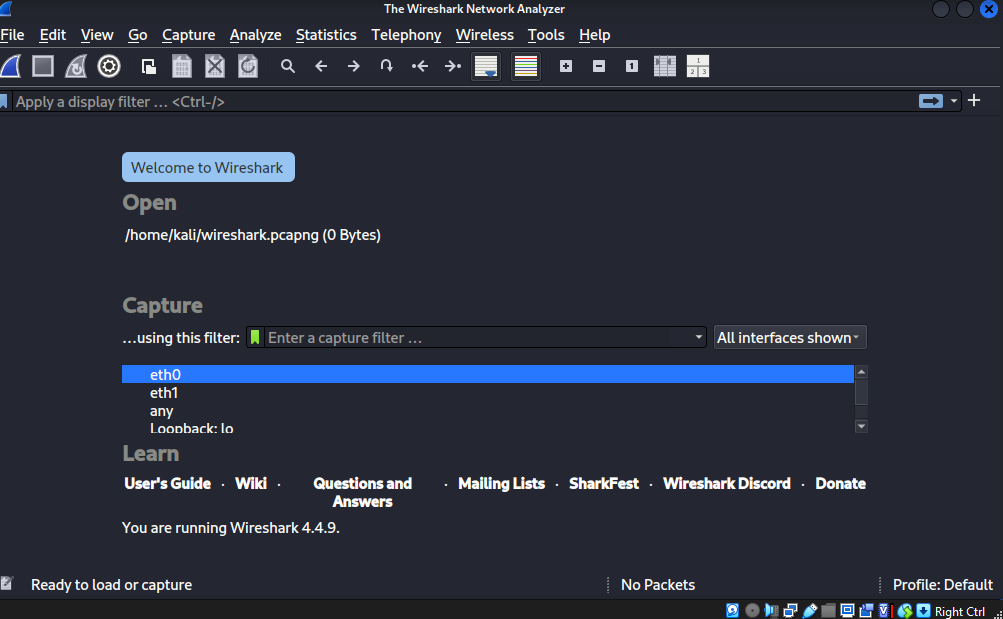 The Wireshark Network Analyzer
File Edit View Go Capture Analyze Statistics Telephony Wireless Tools Help
Apply a display filter … <Ctrl-/>
Welcome to Wireshark
Open
/home/kali/wireshark.pcapng (0 Bytes)
Capture
…using this filter: Enter a capture filter … All interfaces shown
eth0
eth1
any
Loopback: lo
Learn
User's Guide · Wiki · Questions and Answers · Mailing Lists · SharkFest · Wireshark Discord · Donate
You are running Wireshark 4.4.9.
Ready to load or capture No Packets Profile: Default
Right Ctrl